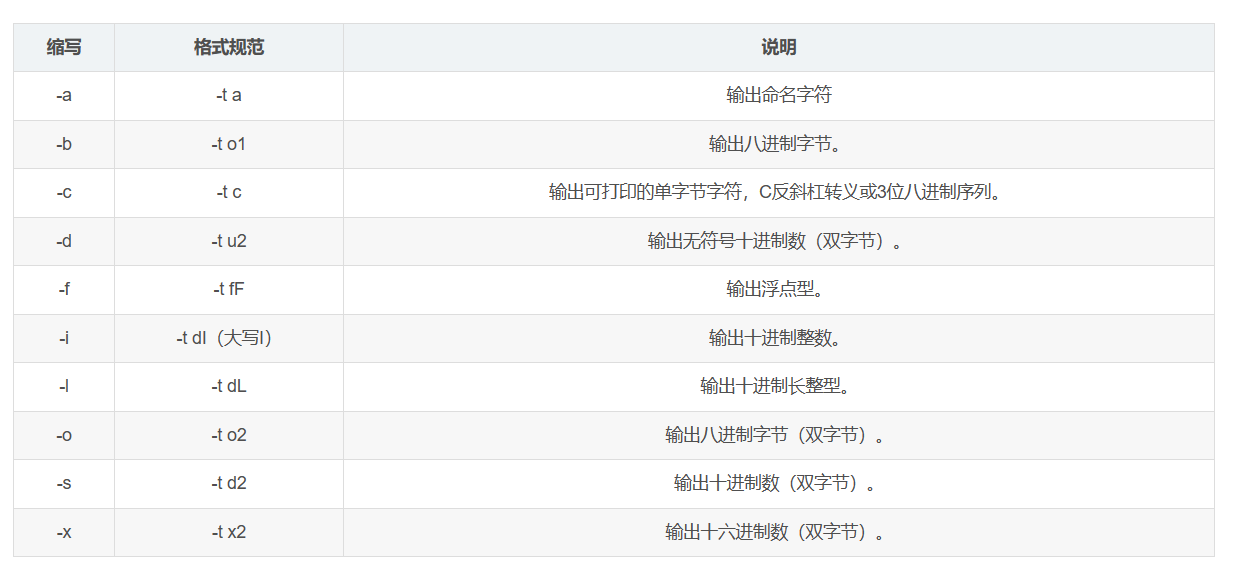 缩写 格式规范 说明
-a -t a 输出命名字符
-b -t o1 输出八进制字节。
-c -t c 输出可打印的单字节字符，C反斜杠转义或3位八进制序列。
-d -t u2 输出无符号十进制数（双字节）。
-f -t fF 输出浮点型。
-i -t dI（大写I） 输出十进制整数。
-l -t dL 输出十进制长整型。
-o -t o2 输出八进制字节（双字节）。
-s -t d2 输出十进制数（双字节）。
-x -t x2 输出十六进制数（双字节）。